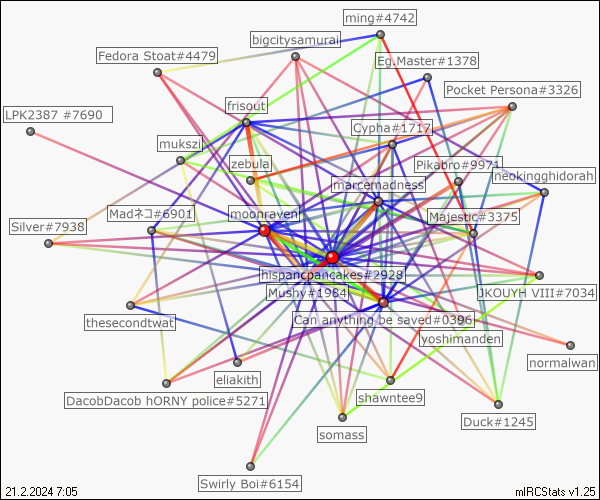 ming#4742
bigcitysamurai
Fedora Stoat#4479
Eg.Master#1378
Pocket Persona#3326
frisout
LPK2387 #7690
Cypha#1717
mukszi
zebula
Pikabro#9971
neokingghidorah
marcemadness
Madネコ#6901
moonraven
Majestic#3375
Silver#7938
hispancpancakes#2928
Mushy#1984
JKOUYH VIII#7034
thesecondtwat
Can anything be saved#0396
yoshimanden
normalwan
eliakith
DacobDacob hORNY police#5271
shawntee9
somass
Duck#1245
Swirly Boi#6154
21.2.2024 7:05
mIRCStats v1.25